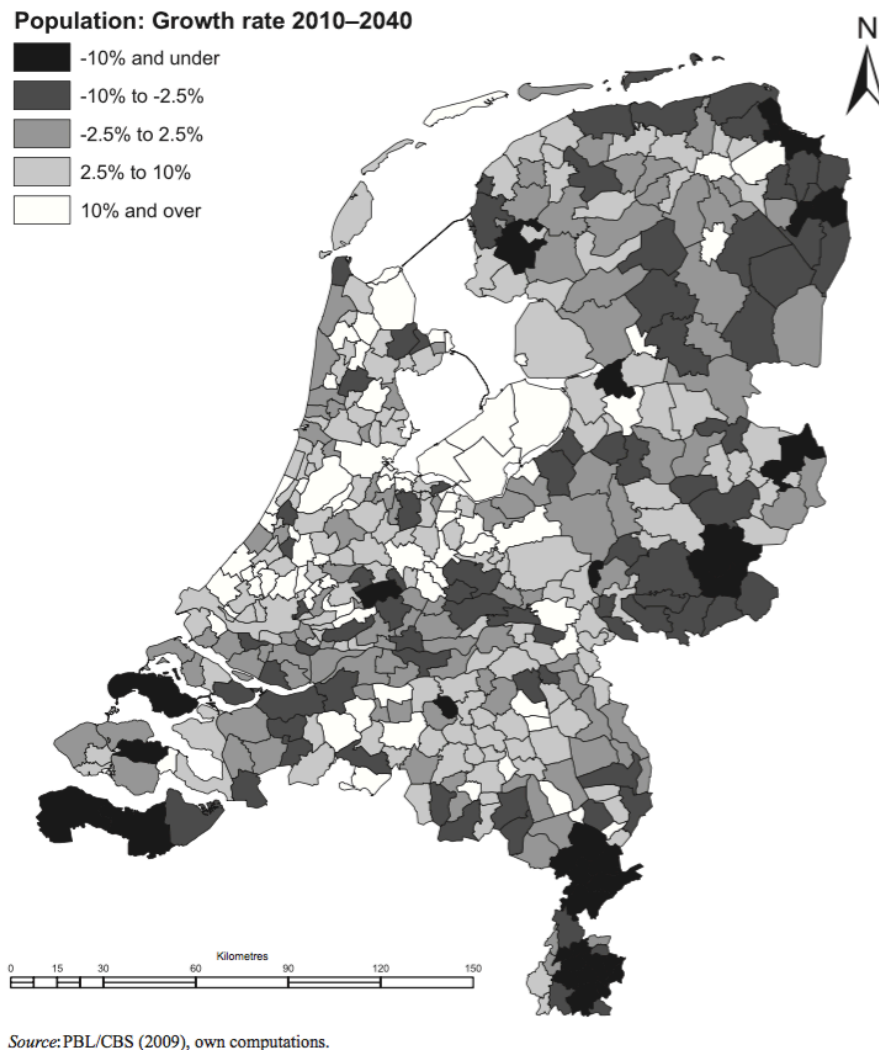 Population: Growth rate 2010–2040
N
-10% and under
-10% to -2.5%
-2.5% to 2.5%
2.5% to 10%
10% and over
Kilometres
0 15 30 60 90 120 150
Source: PBL/CBS (2009), own computations.